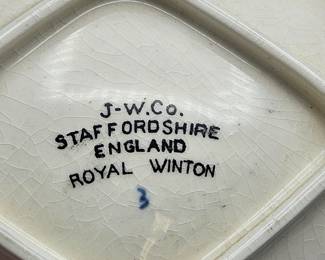 J-W.Co.
STAFFORDSHIRE
ENGLAND
ROYAL WINTON
3